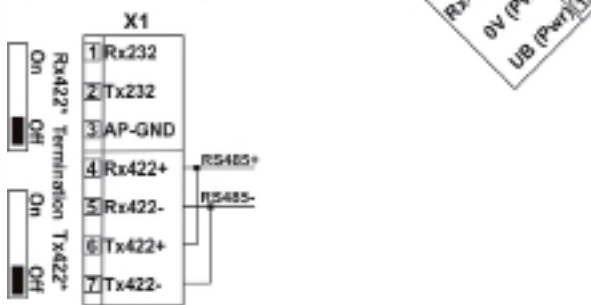 X1
1 Rx232
2 Tx232
3 AP-GND
4 Rx422+
5 Rx422-
6 Tx422+
7 Tx422-
RS485+
RS485-
On
Off
On
Off
Rx422* Termination Tx422*
0V (Pwr)
UB (Pwr) 1